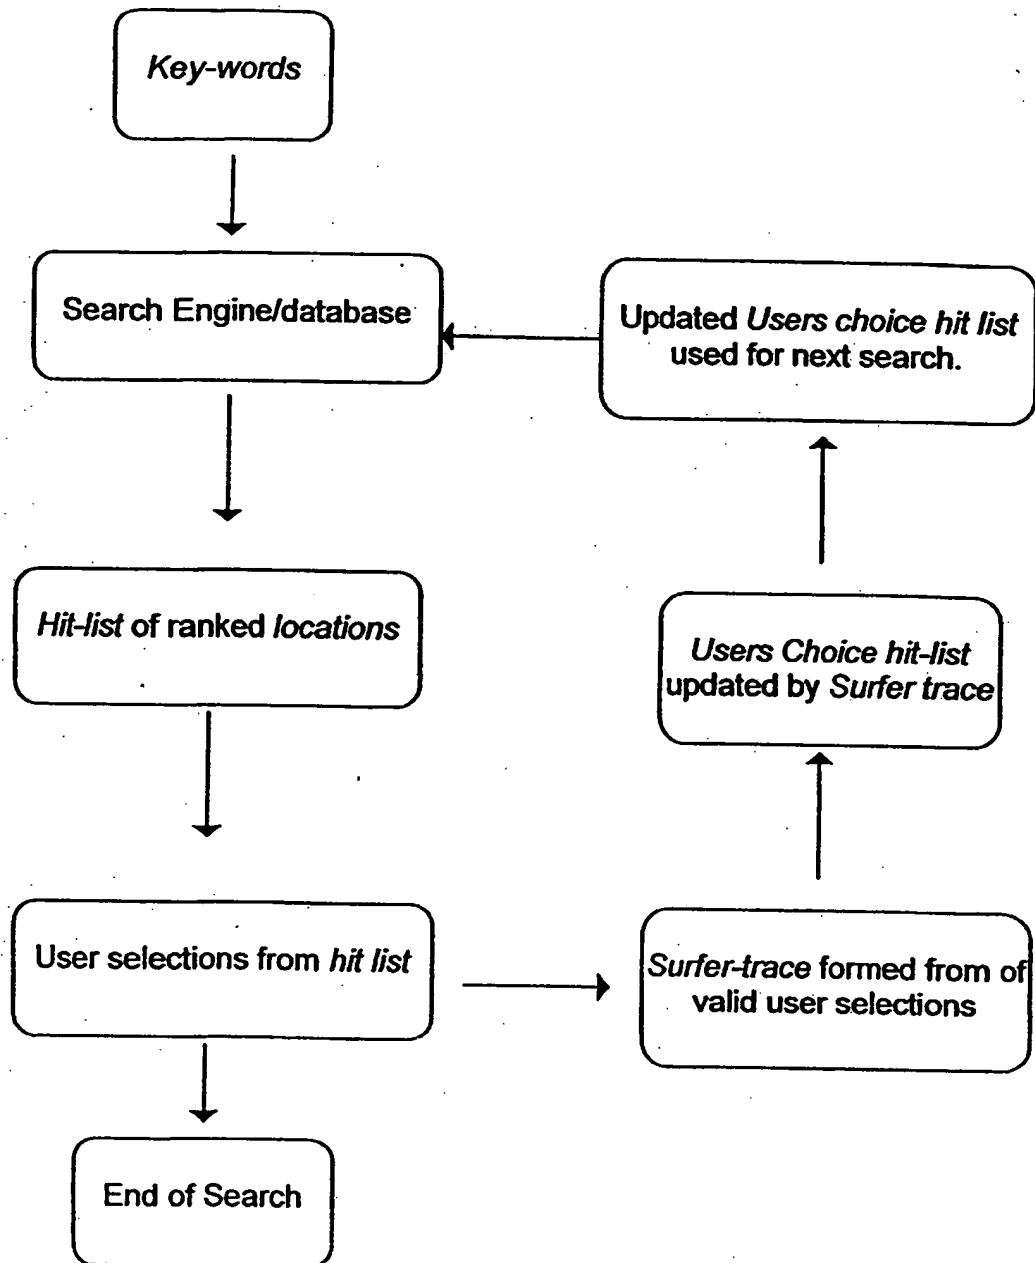 Key-words
Search Engine/database
Updated Users choice hit list
used for next search.
Hit-list of ranked locations
Users Choice hit-list
updated by Surfer trace
User selections from hit list
Surfer-trace formed from of
valid user selections
End of Search